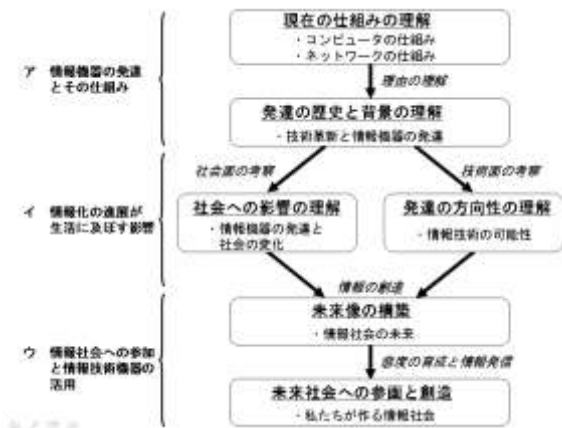 現在の仕組みの理解
・コンピュータの仕組み
・ネットワークの仕組み
ア 情報機器の発達
とその仕組み
理由の理解
発達の歴史と背景の理解
・技術革新と情報機器の発達
社会面の考察
技術面の考察
イ 情報化の進展が
生活に及ぼす影響
社会への影響の理解
・情報機器の発達と
社会の変化
発達の方向性の理解
・情報技術の可能性
情報の創造
未来像の構築
・情報社会の未来
ウ 情報社会への参加
と情報技術機器の
活用
態度の育成と情報発信
未来社会への参画と創造
・私たちが作る情報社会